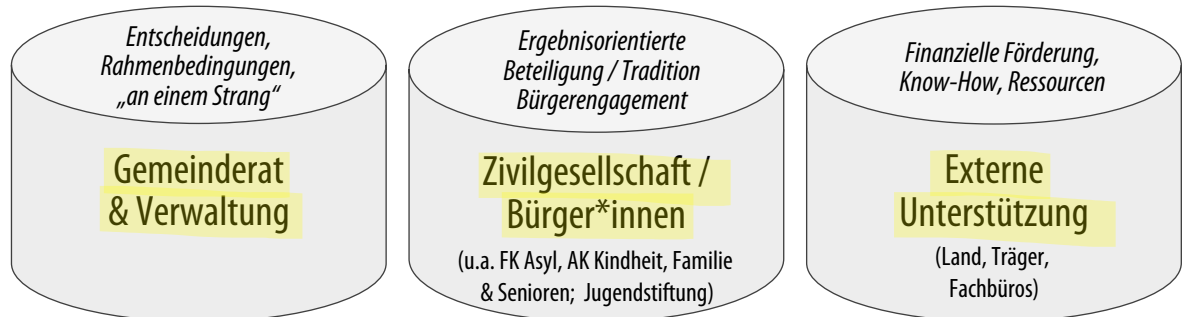 Entscheidungen,
Rahmenbedingungen,
„an einem Strang“
Gemeinderat
& Verwaltung
Ergebnisorientierte
Beteiligung / Tradition
Bürgerengagement
Zivilgesellschaft /
Bürger*innen
(u.a. FK Asyl, AK Kindheit, Familie
& Senioren; Jugendstiftung)
Finanzielle Förderung,
Know-How, Ressourcen
Externe
Unterstützung
(Land, Träger,
Fachbüros)